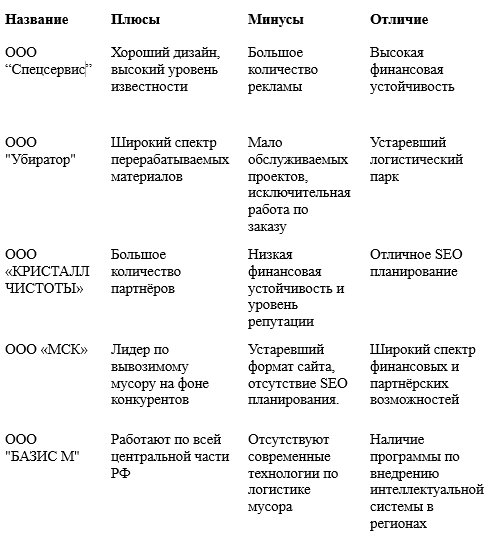 Название Плюсы Минусы Отличие
ООО Хороший дизайн, Большое Высокая
“Спецсервис” высокий уровень количество финансовая
известности рекламы устойчивость
ООО Широкий спектр Мало Устаревший
"Убиратор" перерабатываемых обслуживаемых логистический
материалов проектов, парк
исключительная
работа по
заказу
ООО Большое Низкая Отличное SEO
«КРИСТАЛЛ количество финансовая планирование
ЧИСТОТЫ» партнёров устойчивость и
уровень
репутации
ООО «МСК» Лидер по Устаревший Широкий спектр
вывозимому формат сайта, финансовых и
мусору на фоне отсутствие SEO партнёрских
конкурентов планирования. возможностей
ООО Работают по всей Отсутствуют Наличие
"БАЗИС М" центральной части современные программы по
РФ технологии по внедрению
логистике интеллектуальной
мусора системы в
регионах